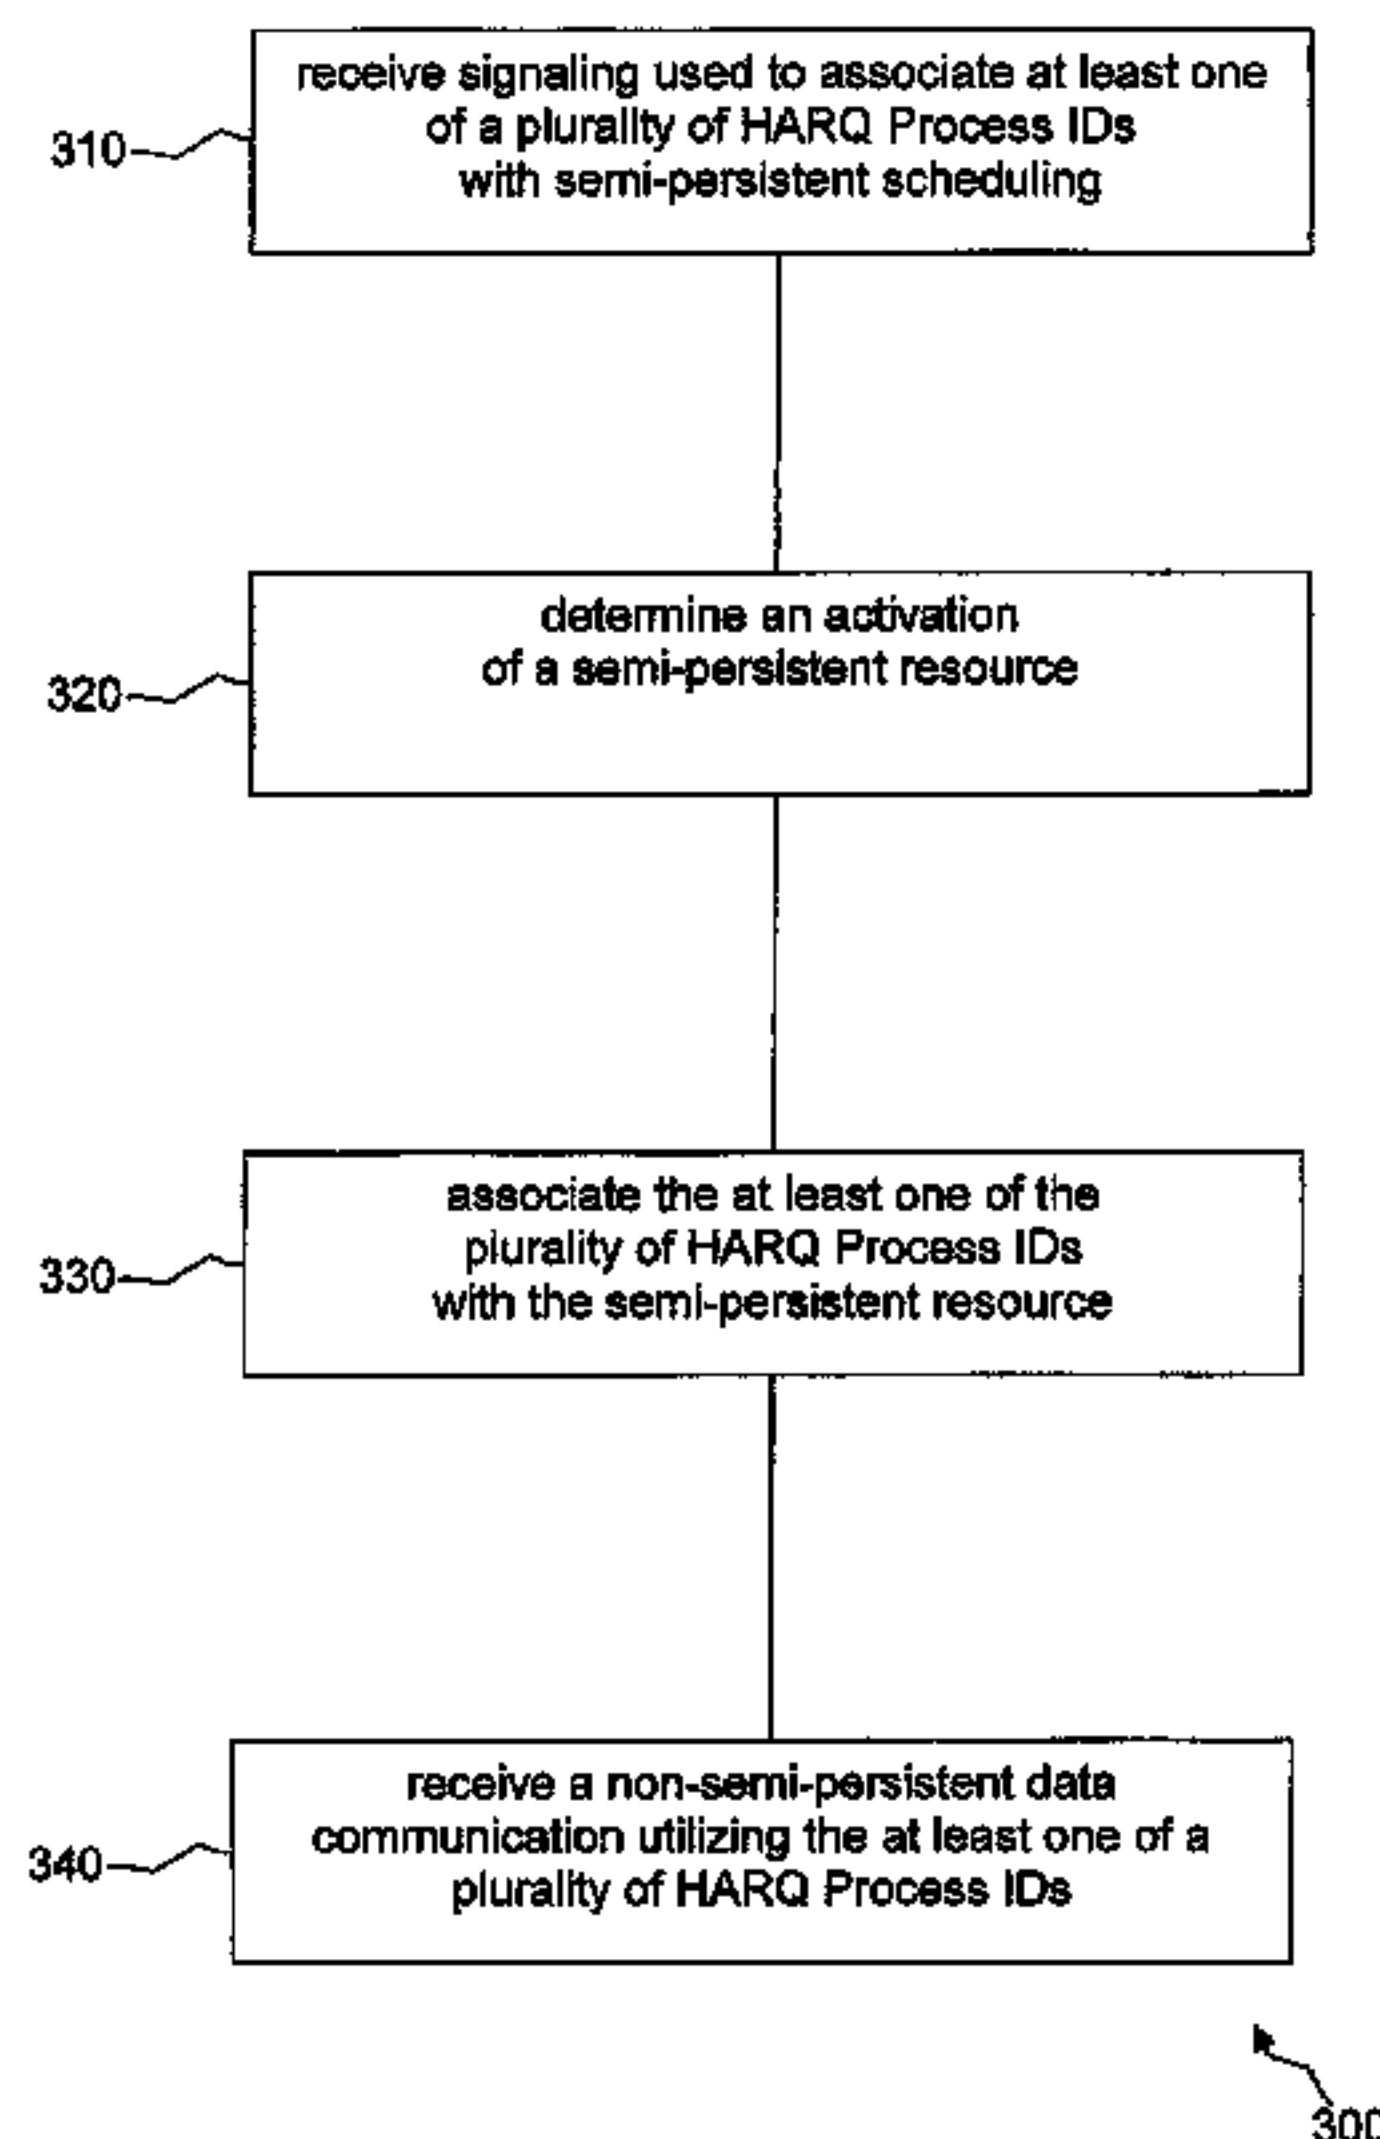 receive signaling used to associate at least one
of a plurality of HARQ Process IDs
with semi-persistent scheduling
310
determine an activation
of a semi-persistent resource
320
associate the at least one of the
plurality of HARQ Process IDs
with the semi-persistent resource
330
receive a non-semi-persistent data
communication utilizing the at least one of a
plurality of HARQ Process IDs
340
300